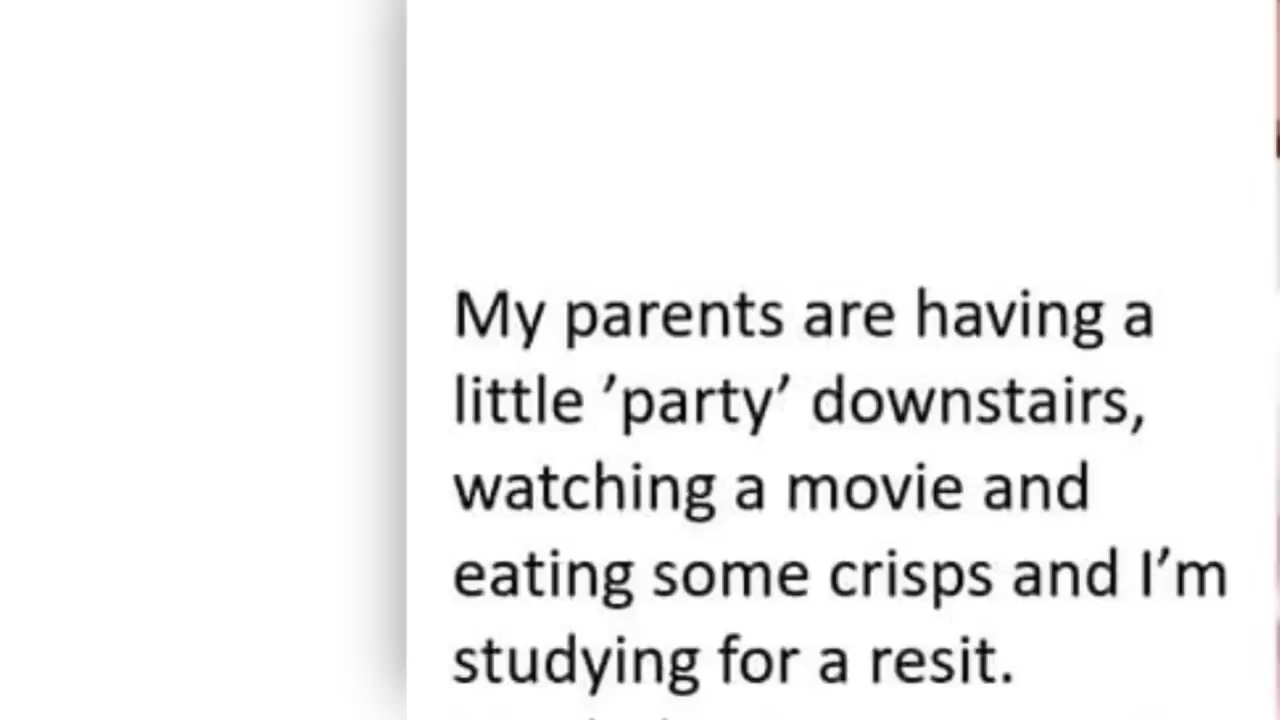 My parents are having a
little ’party’ downstairs,
watching a movie and
eating some crisps and I’m
studying for a resit.